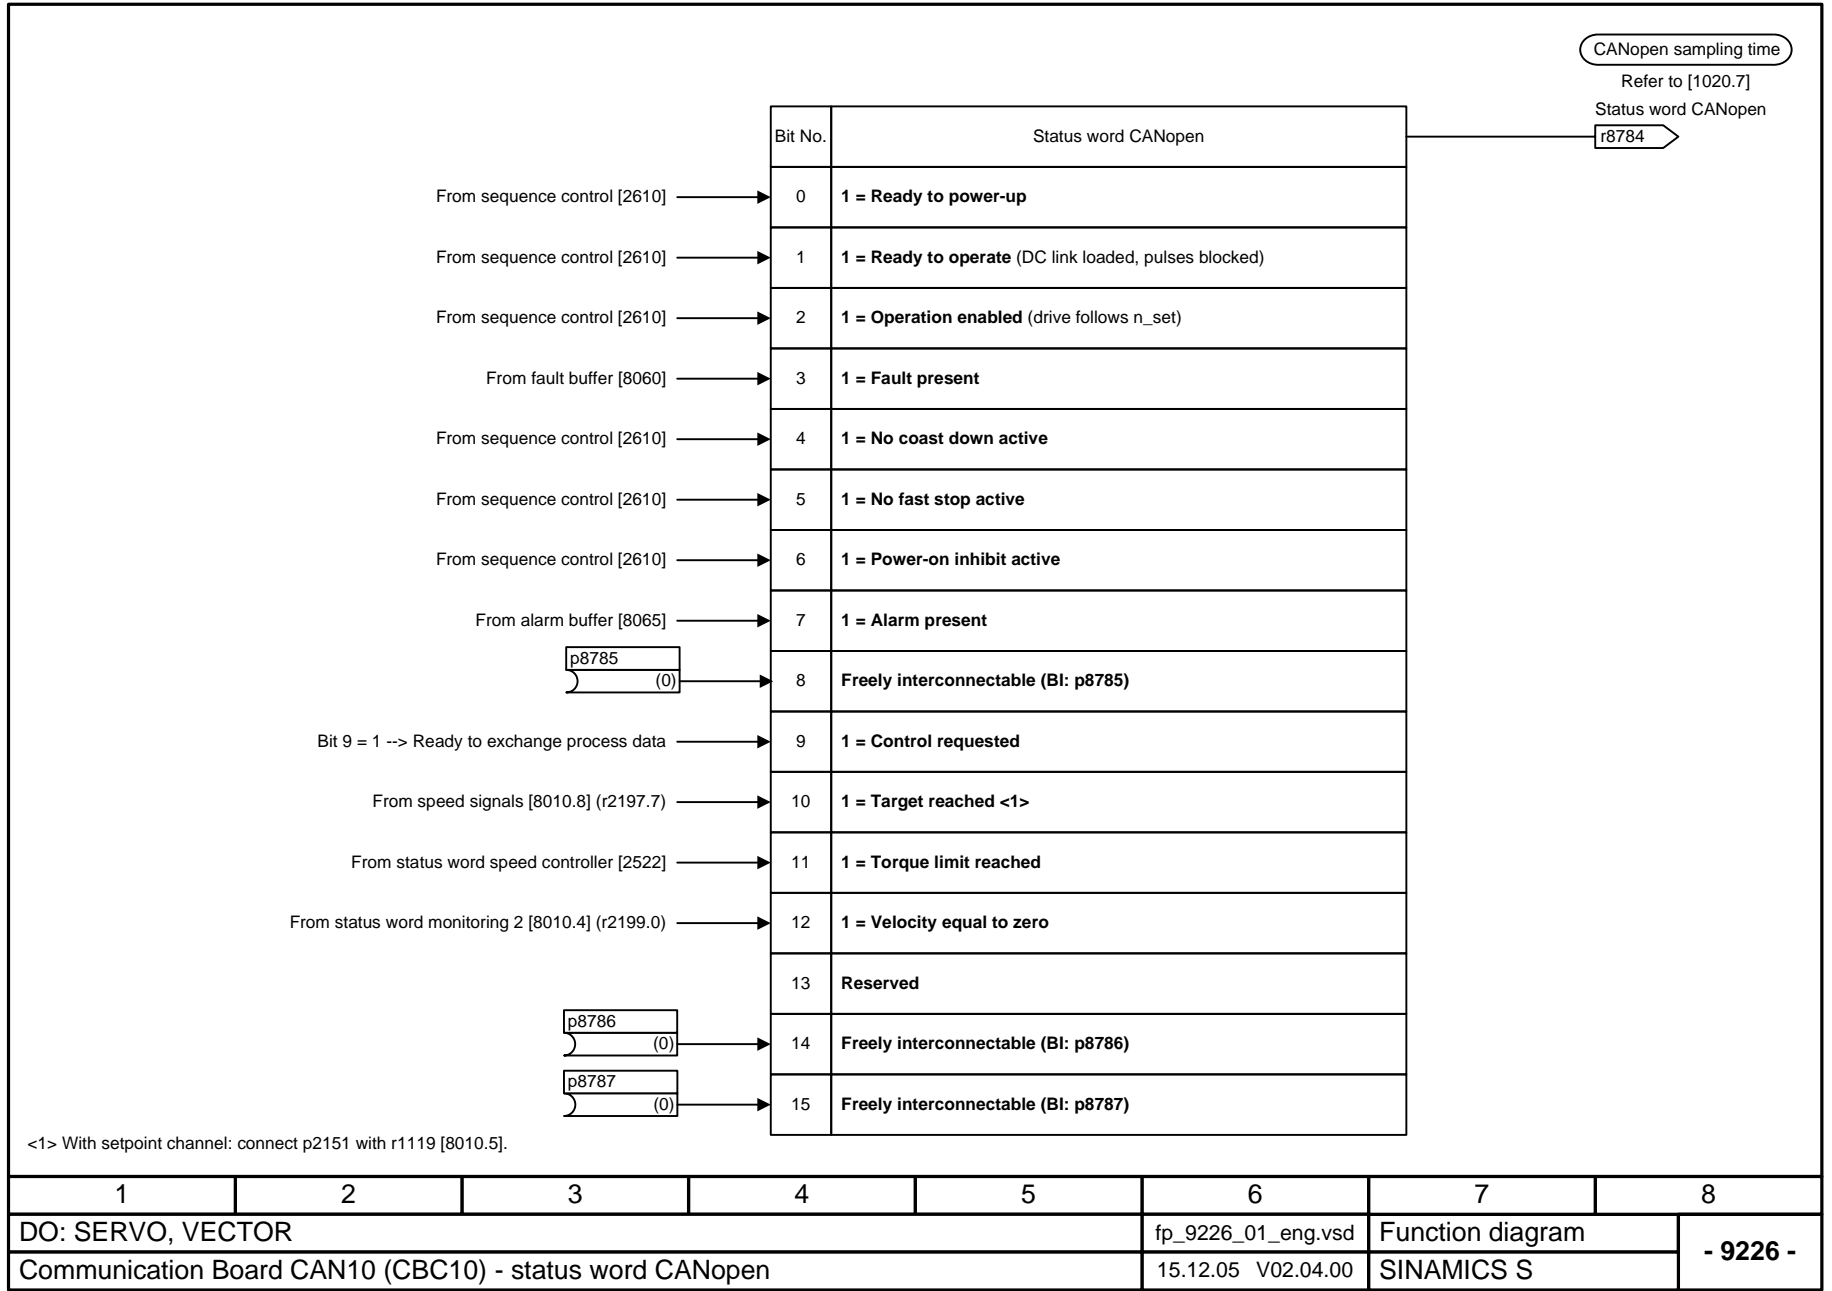 CANopen sampling time
Refer to [1020.7]
Status word CANopen
r8784
Bit No. Status word CANopen
From sequence control [2610] 0 1 = Ready to power-up
From sequence control [2610] 1 1 = Ready to operate (DC link loaded, pulses blocked)
From sequence control [2610] 2 1 = Operation enabled (drive follows n_set)
From fault buffer [8060] 3 1 = Fault present
From sequence control [2610] 4 1 = No coast down active
From sequence control [2610] 5 1 = No fast stop active
From sequence control [2610] 6 1 = Power-on inhibit active
From alarm buffer [8065] 7 1 = Alarm present
p8785
(0) 8 Freely interconnectable (BI: p8785)
Bit 9 = 1 --> Ready to exchange process data 9 1 = Control requested
From speed signals [8010.8] (r2197.7) 10 1 = Target reached <1>
From status word speed controller [2522] 11 1 = Torque limit reached
From status word monitoring 2 [8010.4] (r2199.0) 12 1 = Velocity equal to zero
13 Reserved
p8786
(0) 14 Freely interconnectable (BI: p8786)
p8787
(0) 15 Freely interconnectable (BI: p8787)
<1> With setpoint channel: connect p2151 with r1119 [8010.5].
1 2 3 4 5 6 7 8
DO: SERVO, VECTOR fp_9226_01_eng.vsd Function diagram
- 9226 -
Communication Board CAN10 (CBC10) - status word CANopen 15.12.05 V02.04.00 SINAMICS S